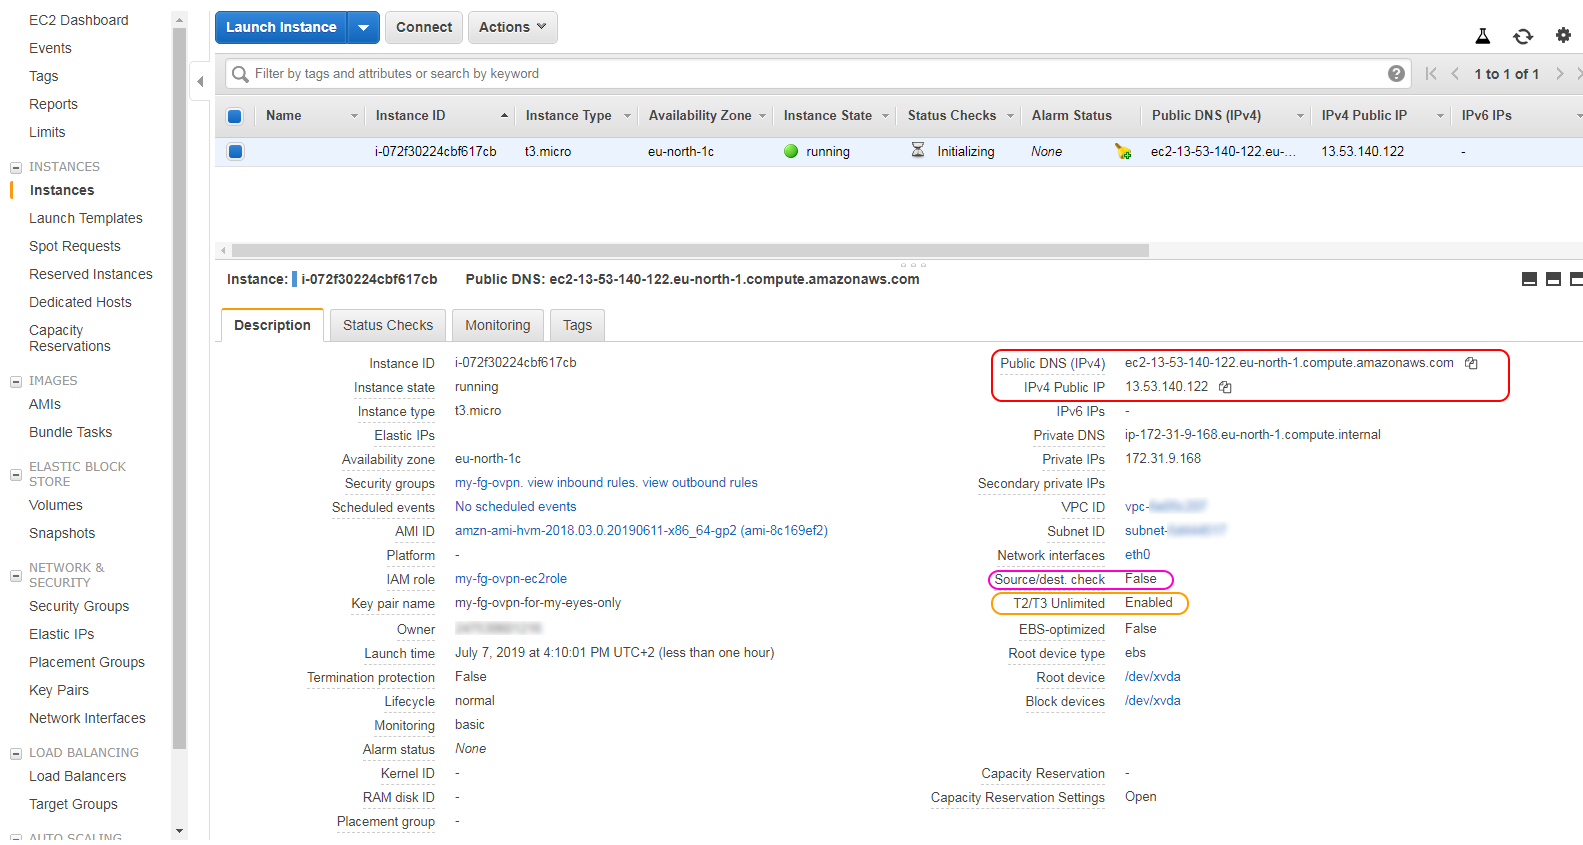 EC2 Dashboard
Events
Tags
Reports
Limits
INSTANCES
Instances
Launch Templates
Spot Requests
Reserved Instances
Dedicated Hosts
Capacity
Reservations
IMAGES
AMIs
Bundle Tasks
ELASTIC BLOCK
STORE
Volumes
Snapshots
NETWORK &
SECURITY
Security Groups
Elastic IPs
Placement Groups
Key Pairs
Network Interfaces
LOAD BALANCING
Load Balancers
Target Groups
AUTO SCALING
Launch Instance Connect Actions
Filter by tags and attributes or search by keyword 1 to 1 of 1
Name Instance ID Instance Type Availability Zone Instance State Status Checks Alarm Status Public DNS (IPv4) IPv4 Public IP IPv6 IPs
i-072f30224cbf617cb t3.micro eu-north-1c running Initializing None ec2-13-53-140-122.eu-... 13.53.140.122 -
Instance: i-072f30224cbf617cb Public DNS: ec2-13-53-140-122.eu-north-1.compute.amazonaws.com
Description Status Checks Monitoring Tags
Instance ID i-072f30224cbf617cb
Instance state running
Instance type t3.micro
Elastic IPs
Availability zone eu-north-1c
Security groups my-fg-ovpn. view inbound rules. view outbound rules
Scheduled events No scheduled events
AMI ID amzn-ami-hvm-2018.03.0.20190611-x86_64-gp2 (ami-8c169ef2)
Platform -
IAM role my-fg-ovpn-ec2role
Key pair name my-fg-ovpn-for-my-eyes-only
Owner
Launch time July 7, 2019 at 4:10:01 PM UTC+2 (less than one hour)
Termination protection False
Lifecycle normal
Monitoring basic
Alarm status None
Kernel ID -
RAM disk ID -
Placement group -
Public DNS (IPv4) ec2-13-53-140-122.eu-north-1.compute.amazonaws.com
IPv4 Public IP 13.53.140.122
IPv6 IPs -
Private DNS ip-172-31-9-168.eu-north-1.compute.internal
Private IPs 172.31.9.168
Secondary private IPs
VPC ID vpc-
Subnet ID subnet-
Network interfaces eth0
Source/dest. check False
T2/T3 Unlimited Enabled
EBS-optimized False
Root device type ebs
Root device /dev/xvda
Block devices /dev/xvda
Capacity Reservation -
Capacity Reservation Settings Open